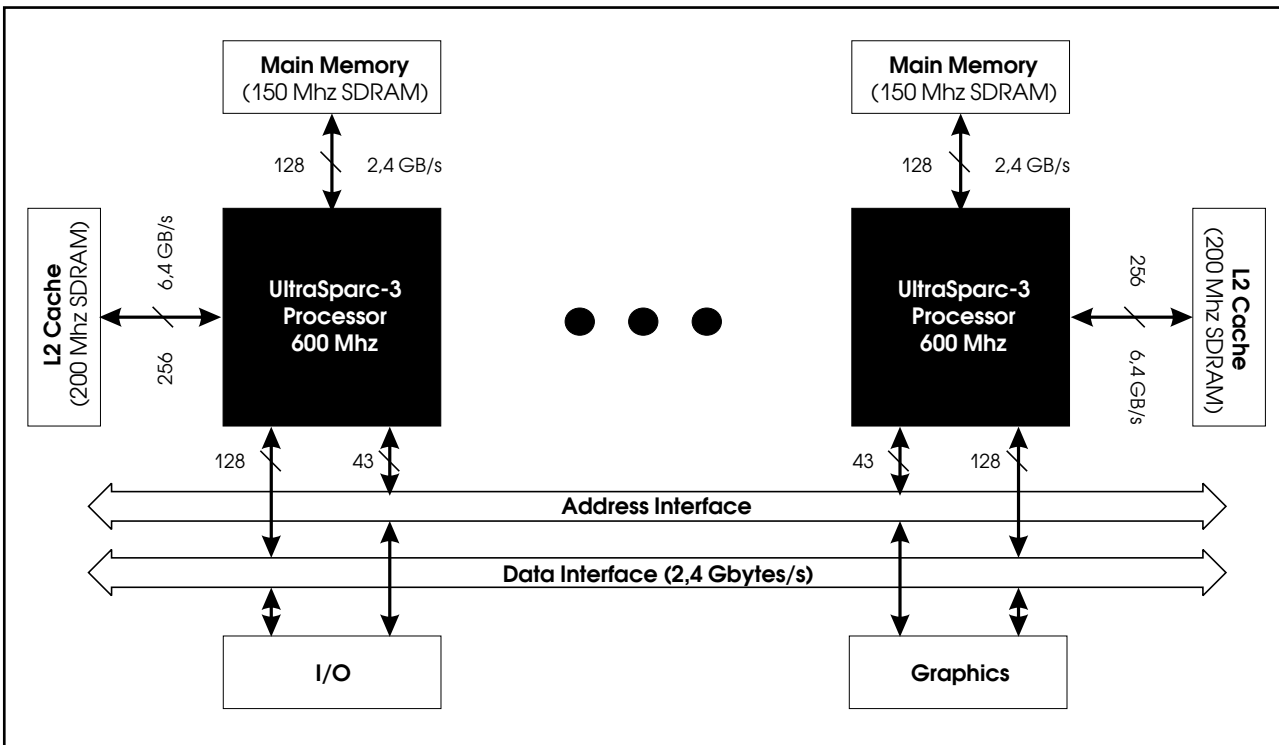 Main Memory
(150 Mhz SDRAM)
Main Memory
(150 Mhz SDRAM)
128
2,4 GB/s
128
2,4 GB/s
L2 Cache
(200 Mhz SDRAM)
6,4 GB/s
256
UltraSparc-3
Processor
600 Mhz
UltraSparc-3
Processor
600 Mhz
256
6,4 GB/s
L2 Cache
(200 Mhz SDRAM)
128
43
43
128
Address Interface
Data Interface (2,4 Gbytes/s)
I/O
Graphics